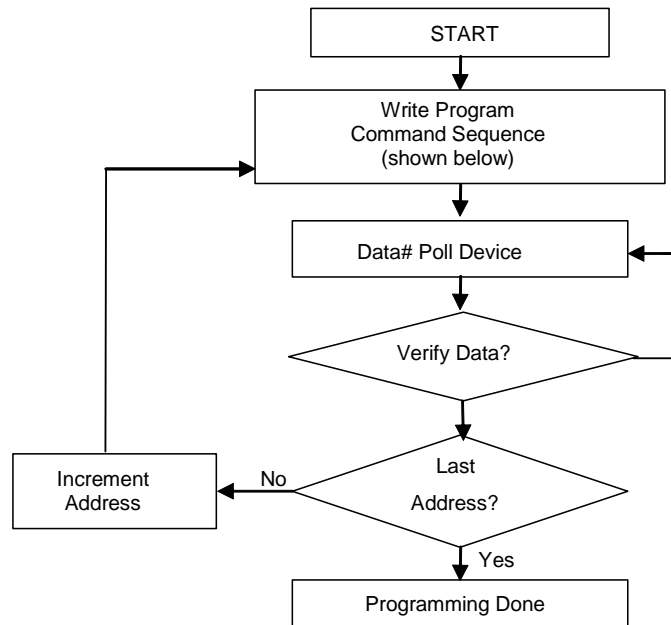 START
Write Program
Command Sequence
(shown below)
Data# Poll Device
Verify Data?
Last
Address?
No
Increment
Address
Yes
Programming Done